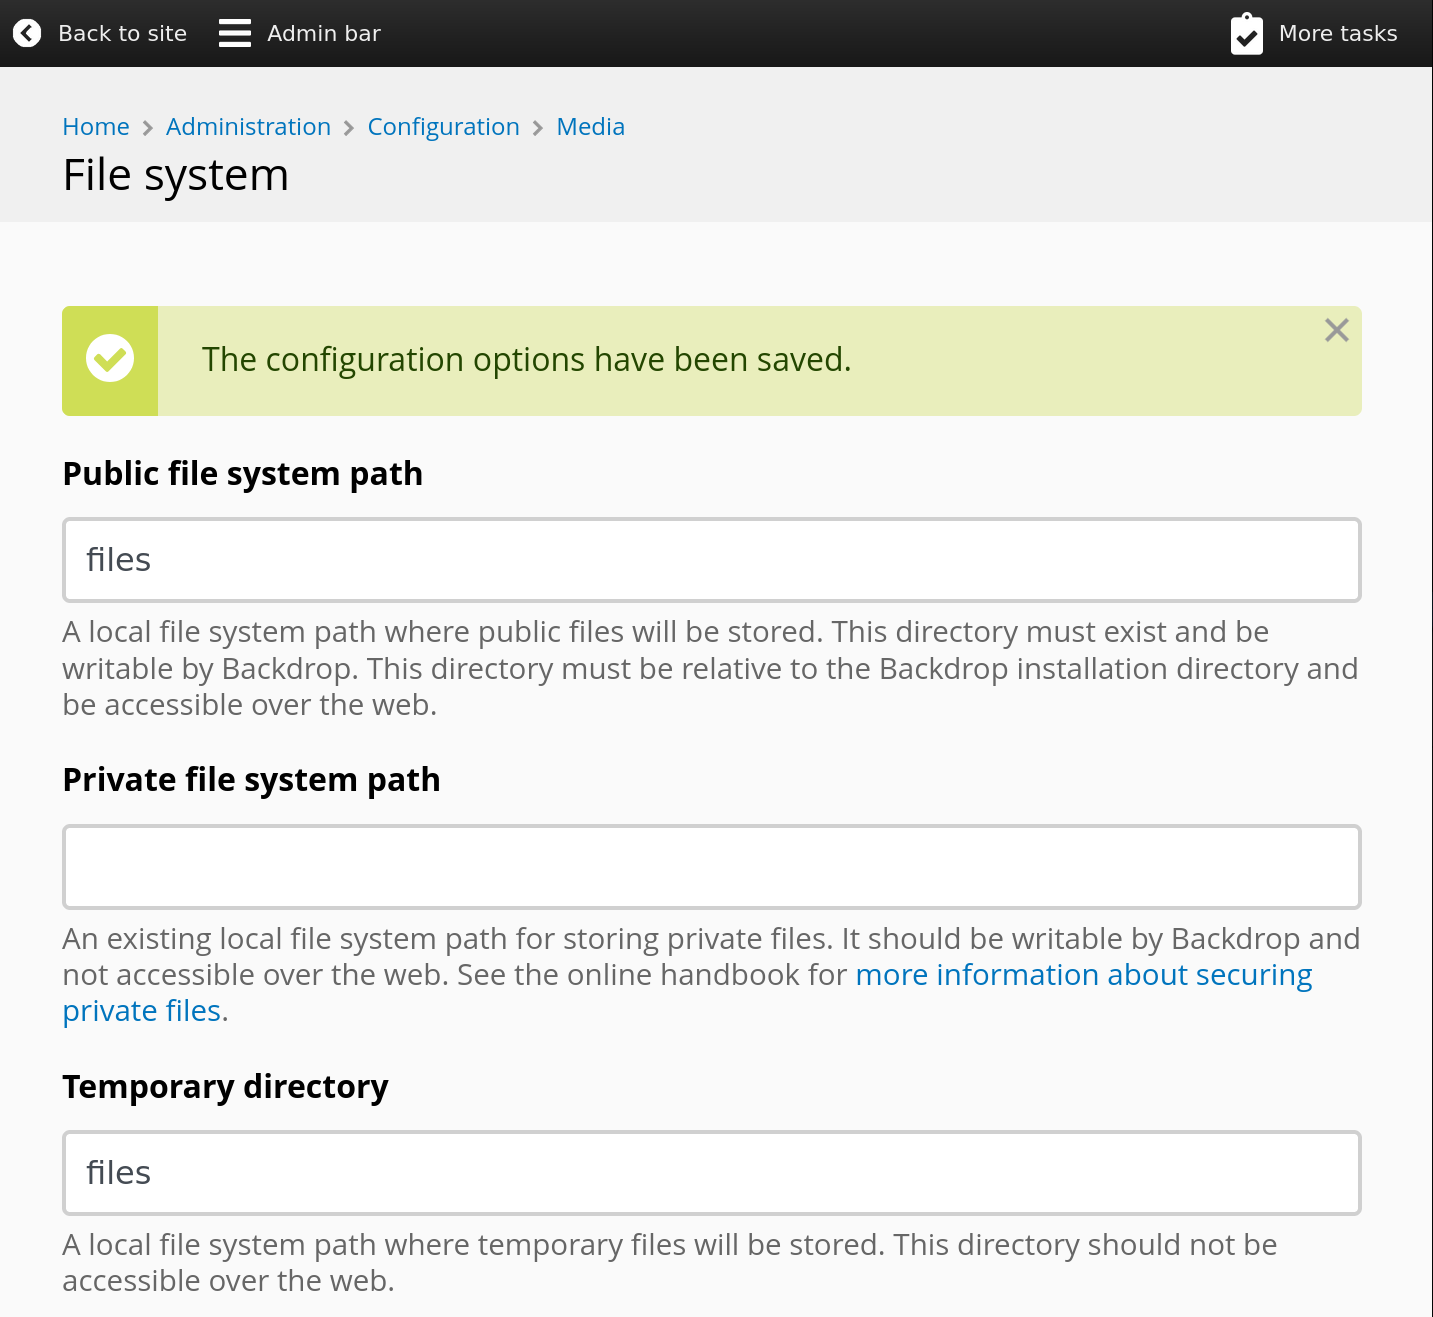 Back to site Admin bar More tasks
Home Administration Configuration Media
File system
The configuration options have been saved.
Public file system path
files
A local file system path where public files will be stored. This directory must exist and be
writable by Backdrop. This directory must be relative to the Backdrop installation directory and
be accessible over the web.
Private file system path
An existing local file system path for storing private files. It should be writable by Backdrop and
not accessible over the web. See the online handbook for more information about securing
private files.
Temporary directory
files
A local file system path where temporary files will be stored. This directory should not be
accessible over the web.